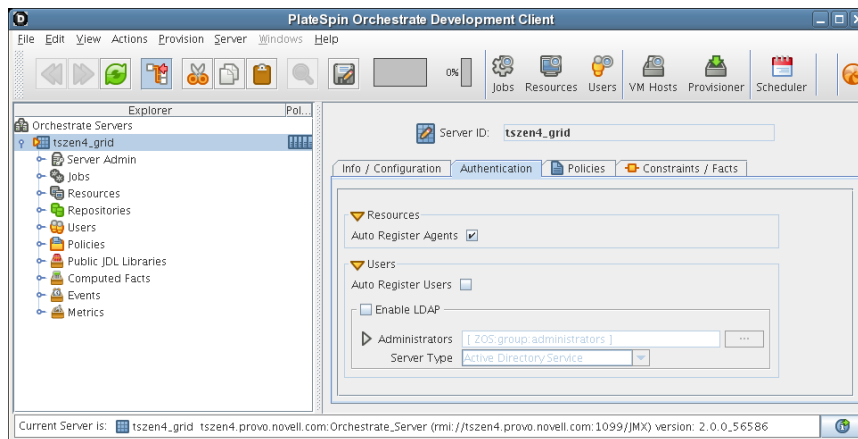 PlateSpin Orchestrate Development Client
File Edit View Actions Provision Server Windows Help
0%
Jobs Resources Users VM Hosts Provisioner Scheduler
Explorer Pol...
Orchestrate Servers
tszen4_grid
Server Admin
Jobs
Resources
Repositories
Users
Policies
Public JDL Libraries
Computed Facts
Events
Metrics
Server ID: tszen4_grid
Info / Configuration Authentication Policies Constraints / Facts
Resources
Auto Register Agents
Users
Auto Register Users
Enable LDAP
Administrators [ ZOS:group:administrators ] ...
Server Type Active Directory Service
Current Server is: tszen4_grid tszen4.provo.novell.com:Orchestrate_Server (rmi://tszen4.provo.novell.com:1099/JMX) version: 2.0.0_56586